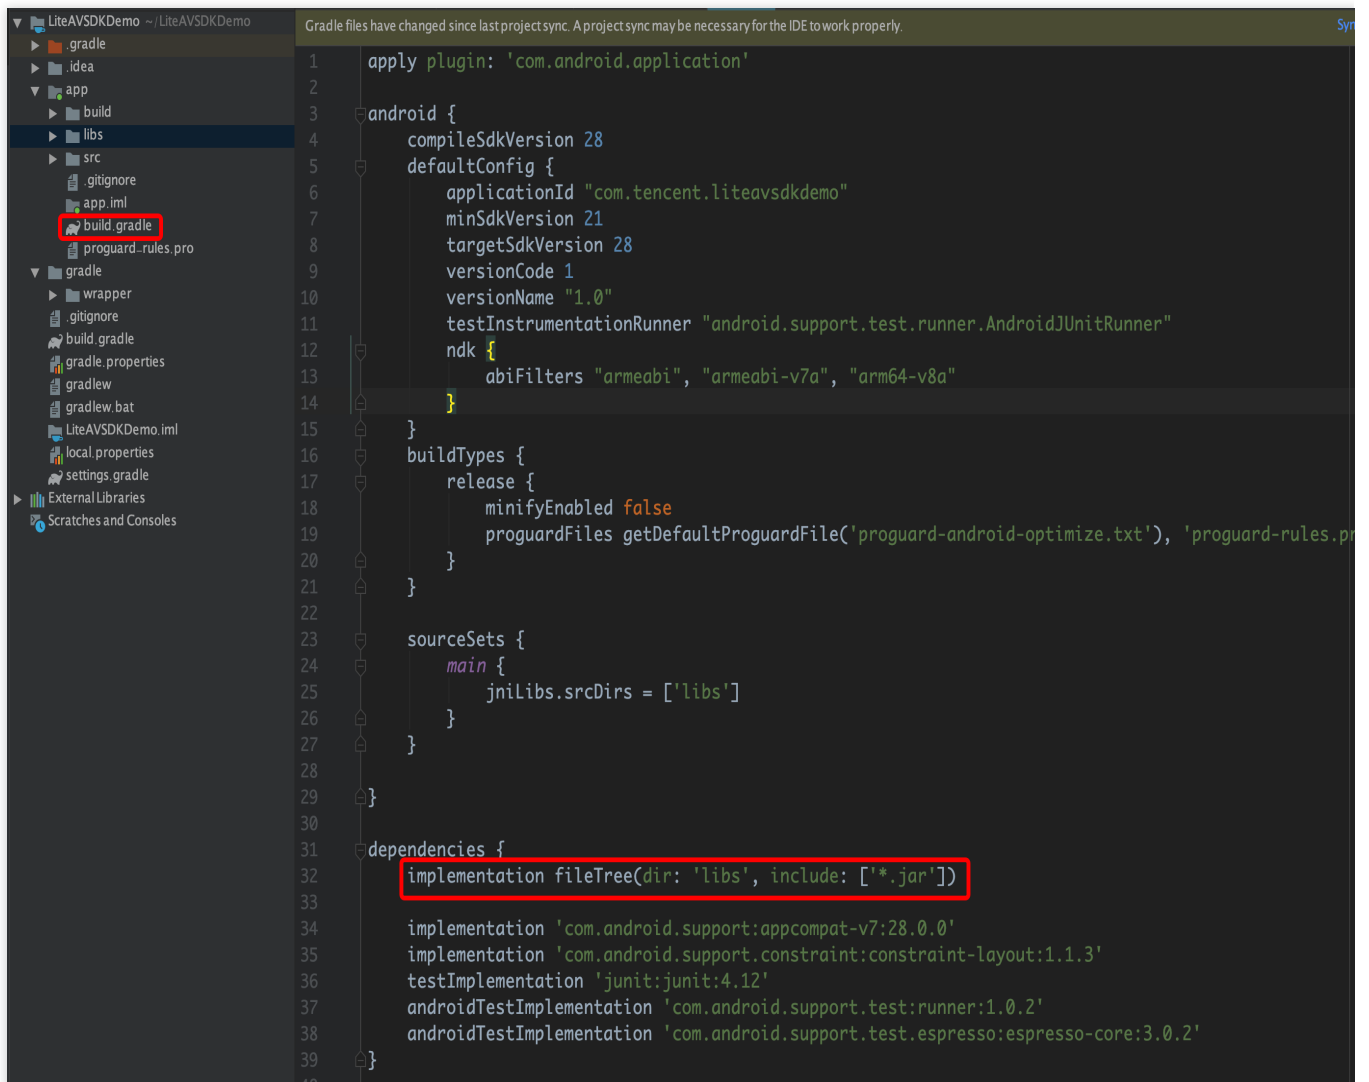 LiteAVSDKDemo ~/LiteAVSDKDemo
.gradle
.idea
app
build
libs
src
.gitignore
app.iml
build.gradle
proguard-rules.pro
gradle
wrapper
.gitignore
build.gradle
gradle.properties
gradlew
gradlew.bat
LiteAVSDKDemo.iml
local.properties
settings.gradle
External Libraries
Scratches and Consoles
Gradle files have changed since last project sync. A project sync may be necessary for the IDE to work properly. Syn
1 apply plugin: 'com.android.application'
2
3 android {
4 compileSdkVersion 28
5 defaultConfig {
6 applicationId "com.tencent.liteavsdkdemo"
7 minSdkVersion 21
8 targetSdkVersion 28
9 versionCode 1
10 versionName "1.0"
11 testInstrumentationRunner "android.support.test.runner.AndroidJUnitRunner"
12 ndk {
13 abiFilters "armeabi", "armeabi-v7a", "arm64-v8a"
14 }
15 }
16 buildTypes {
17 release {
18 minifyEnabled false
19 proguardFiles getDefaultProguardFile('proguard-android-optimize.txt'), 'proguard-rules.pr
20 }
21 }
22
23 sourceSets {
24 main {
25 jniLibs.srcDirs = ['libs']
26 }
27 }
28
29 }
30
31 dependencies {
32 implementation fileTree(dir: 'libs', include: ['*.jar'])
33
34 implementation 'com.android.support:appcompat-v7:28.0.0'
35 implementation 'com.android.support.constraint:constraint-layout:1.1.3'
36 testImplementation 'junit:junit:4.12'
37 androidTestImplementation 'com.android.support.test:runner:1.0.2'
38 androidTestImplementation 'com.android.support.test.espresso:espresso-core:3.0.2'
39 }